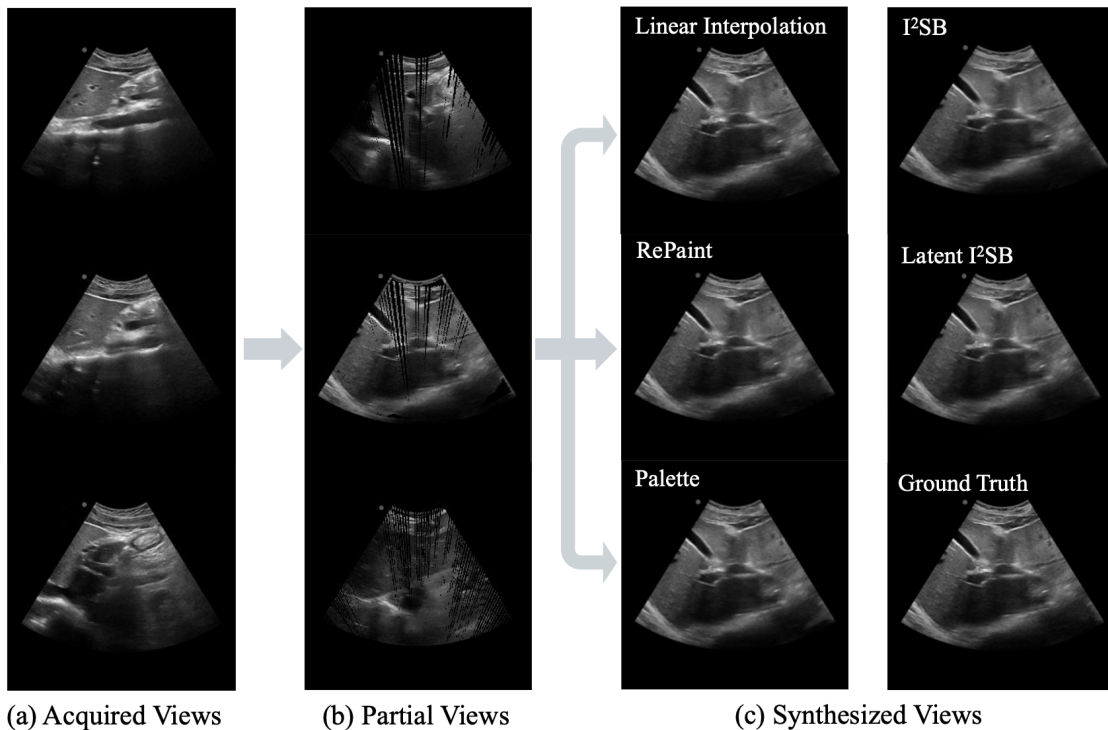 Linear Interpolation
I²SB
RePaint
Latent I²SB
Palette
Ground Truth
(a) Acquired Views
(b) Partial Views
(c) Synthesized Views